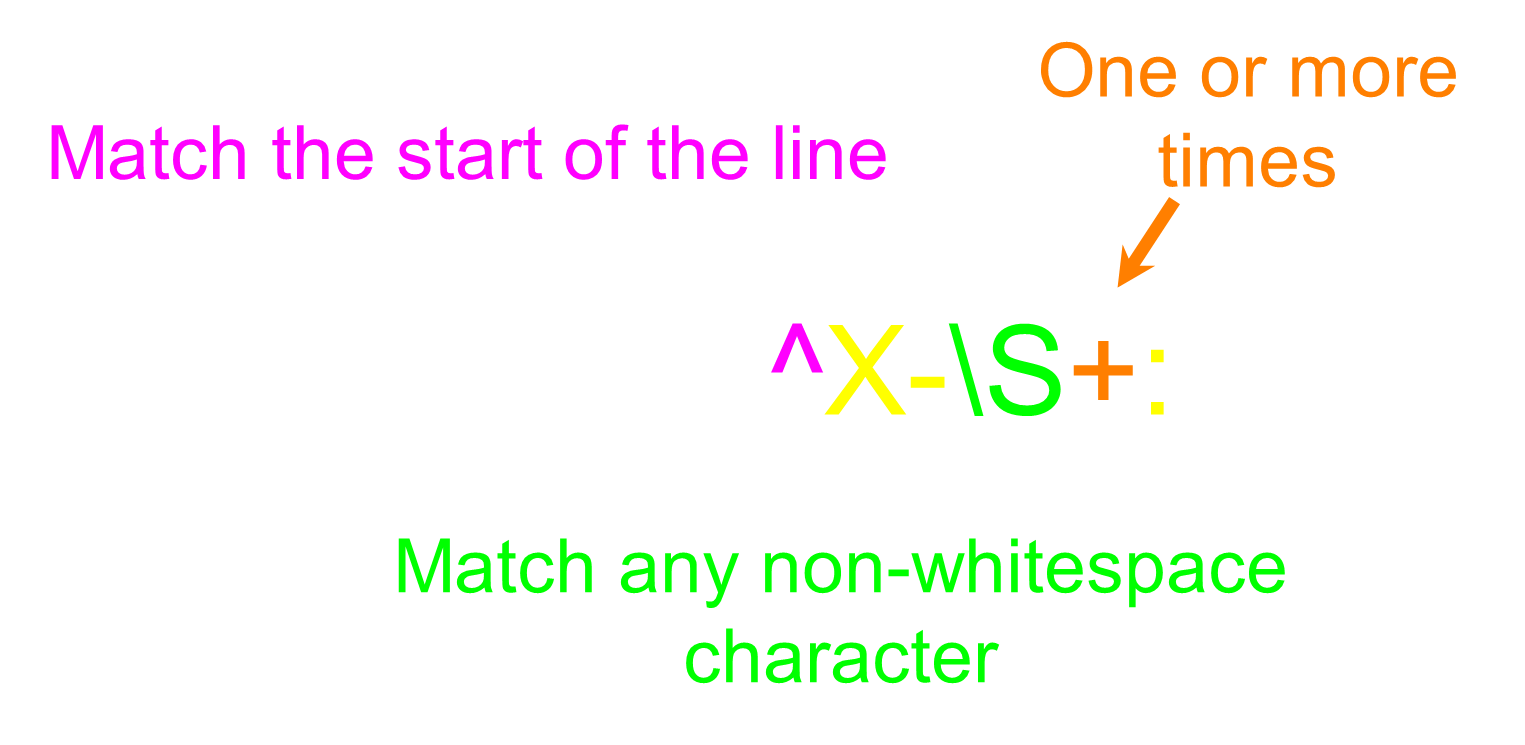 One or more
times
Match the start of the line
^X-\S+:
Match any non-whitespace
character